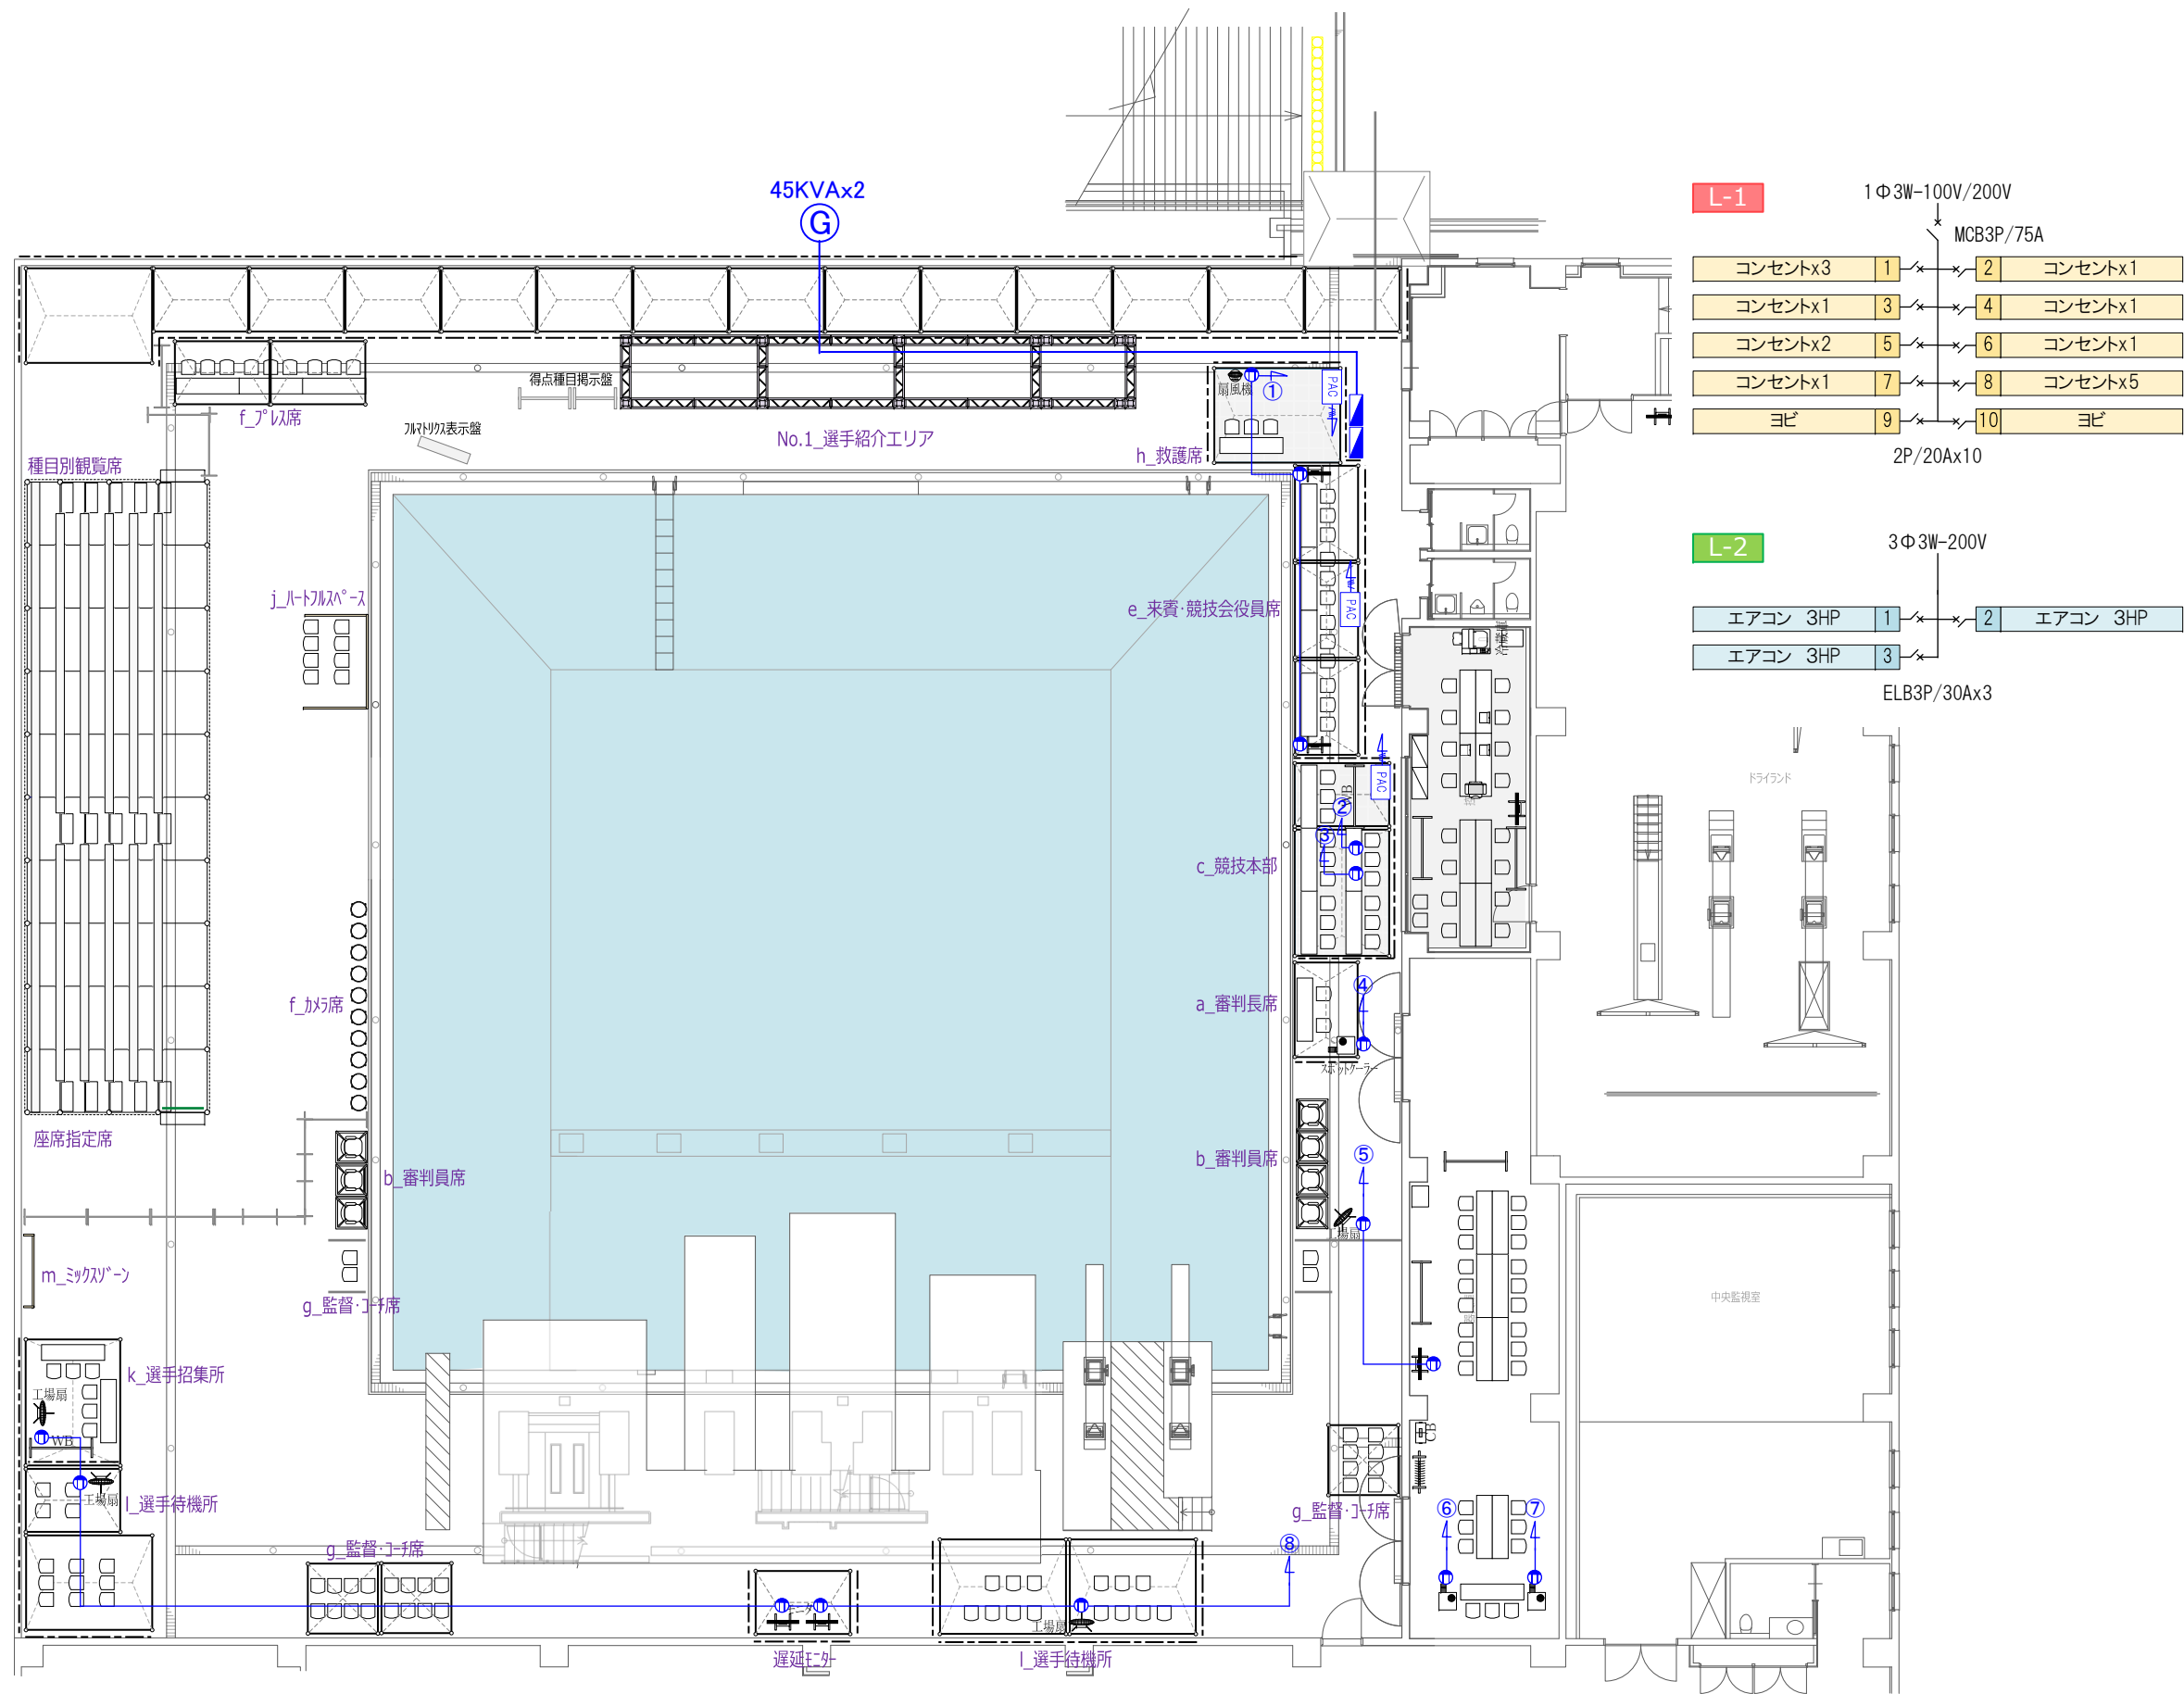 45KVAx2
G
L-1
1Φ3W-100V/200V
MCB3P/75A
コンセントx3 1 2 コンセントx1
コンセントx1 3 4 コンセントx1
コンセントx2 5 6 コンセントx1
コンセントx1 7 8 コンセントx5
ヨビ 9 10 ヨビ
2P/20Ax10
L-2
3Φ3W-200V
エアコン 3HP 1 2 エアコン 3HP
エアコン 3HP 3
ELB3P/30Ax3
得点種目掲示盤
扇風機
①
PAC
f_プレス席
フルマトリクス表示盤
No.1_選手紹介エリア
h_救護席
種目別観覧席
j_ハートフルスペース
e_来賓・競技会役員席
PAC
冷蔵庫
PAC
ドライランド
WB
②
③
c_競技本部
④
f_カメラ席
a_審判長席
スポットクーラー
座席指定席
⑤
b_審判員席
b_審判員席
工場扇
m_ミックスゾーン
g_監督・コーチ席
中央監視室
k_選手招集所
工場扇
WB
CB
工場扇
l_選手待機所
g_監督・コーチ席
⑥
⑦
g_監督・コーチ席
⑧
モニター
工場扇
遅延モニター
l_選手待機所